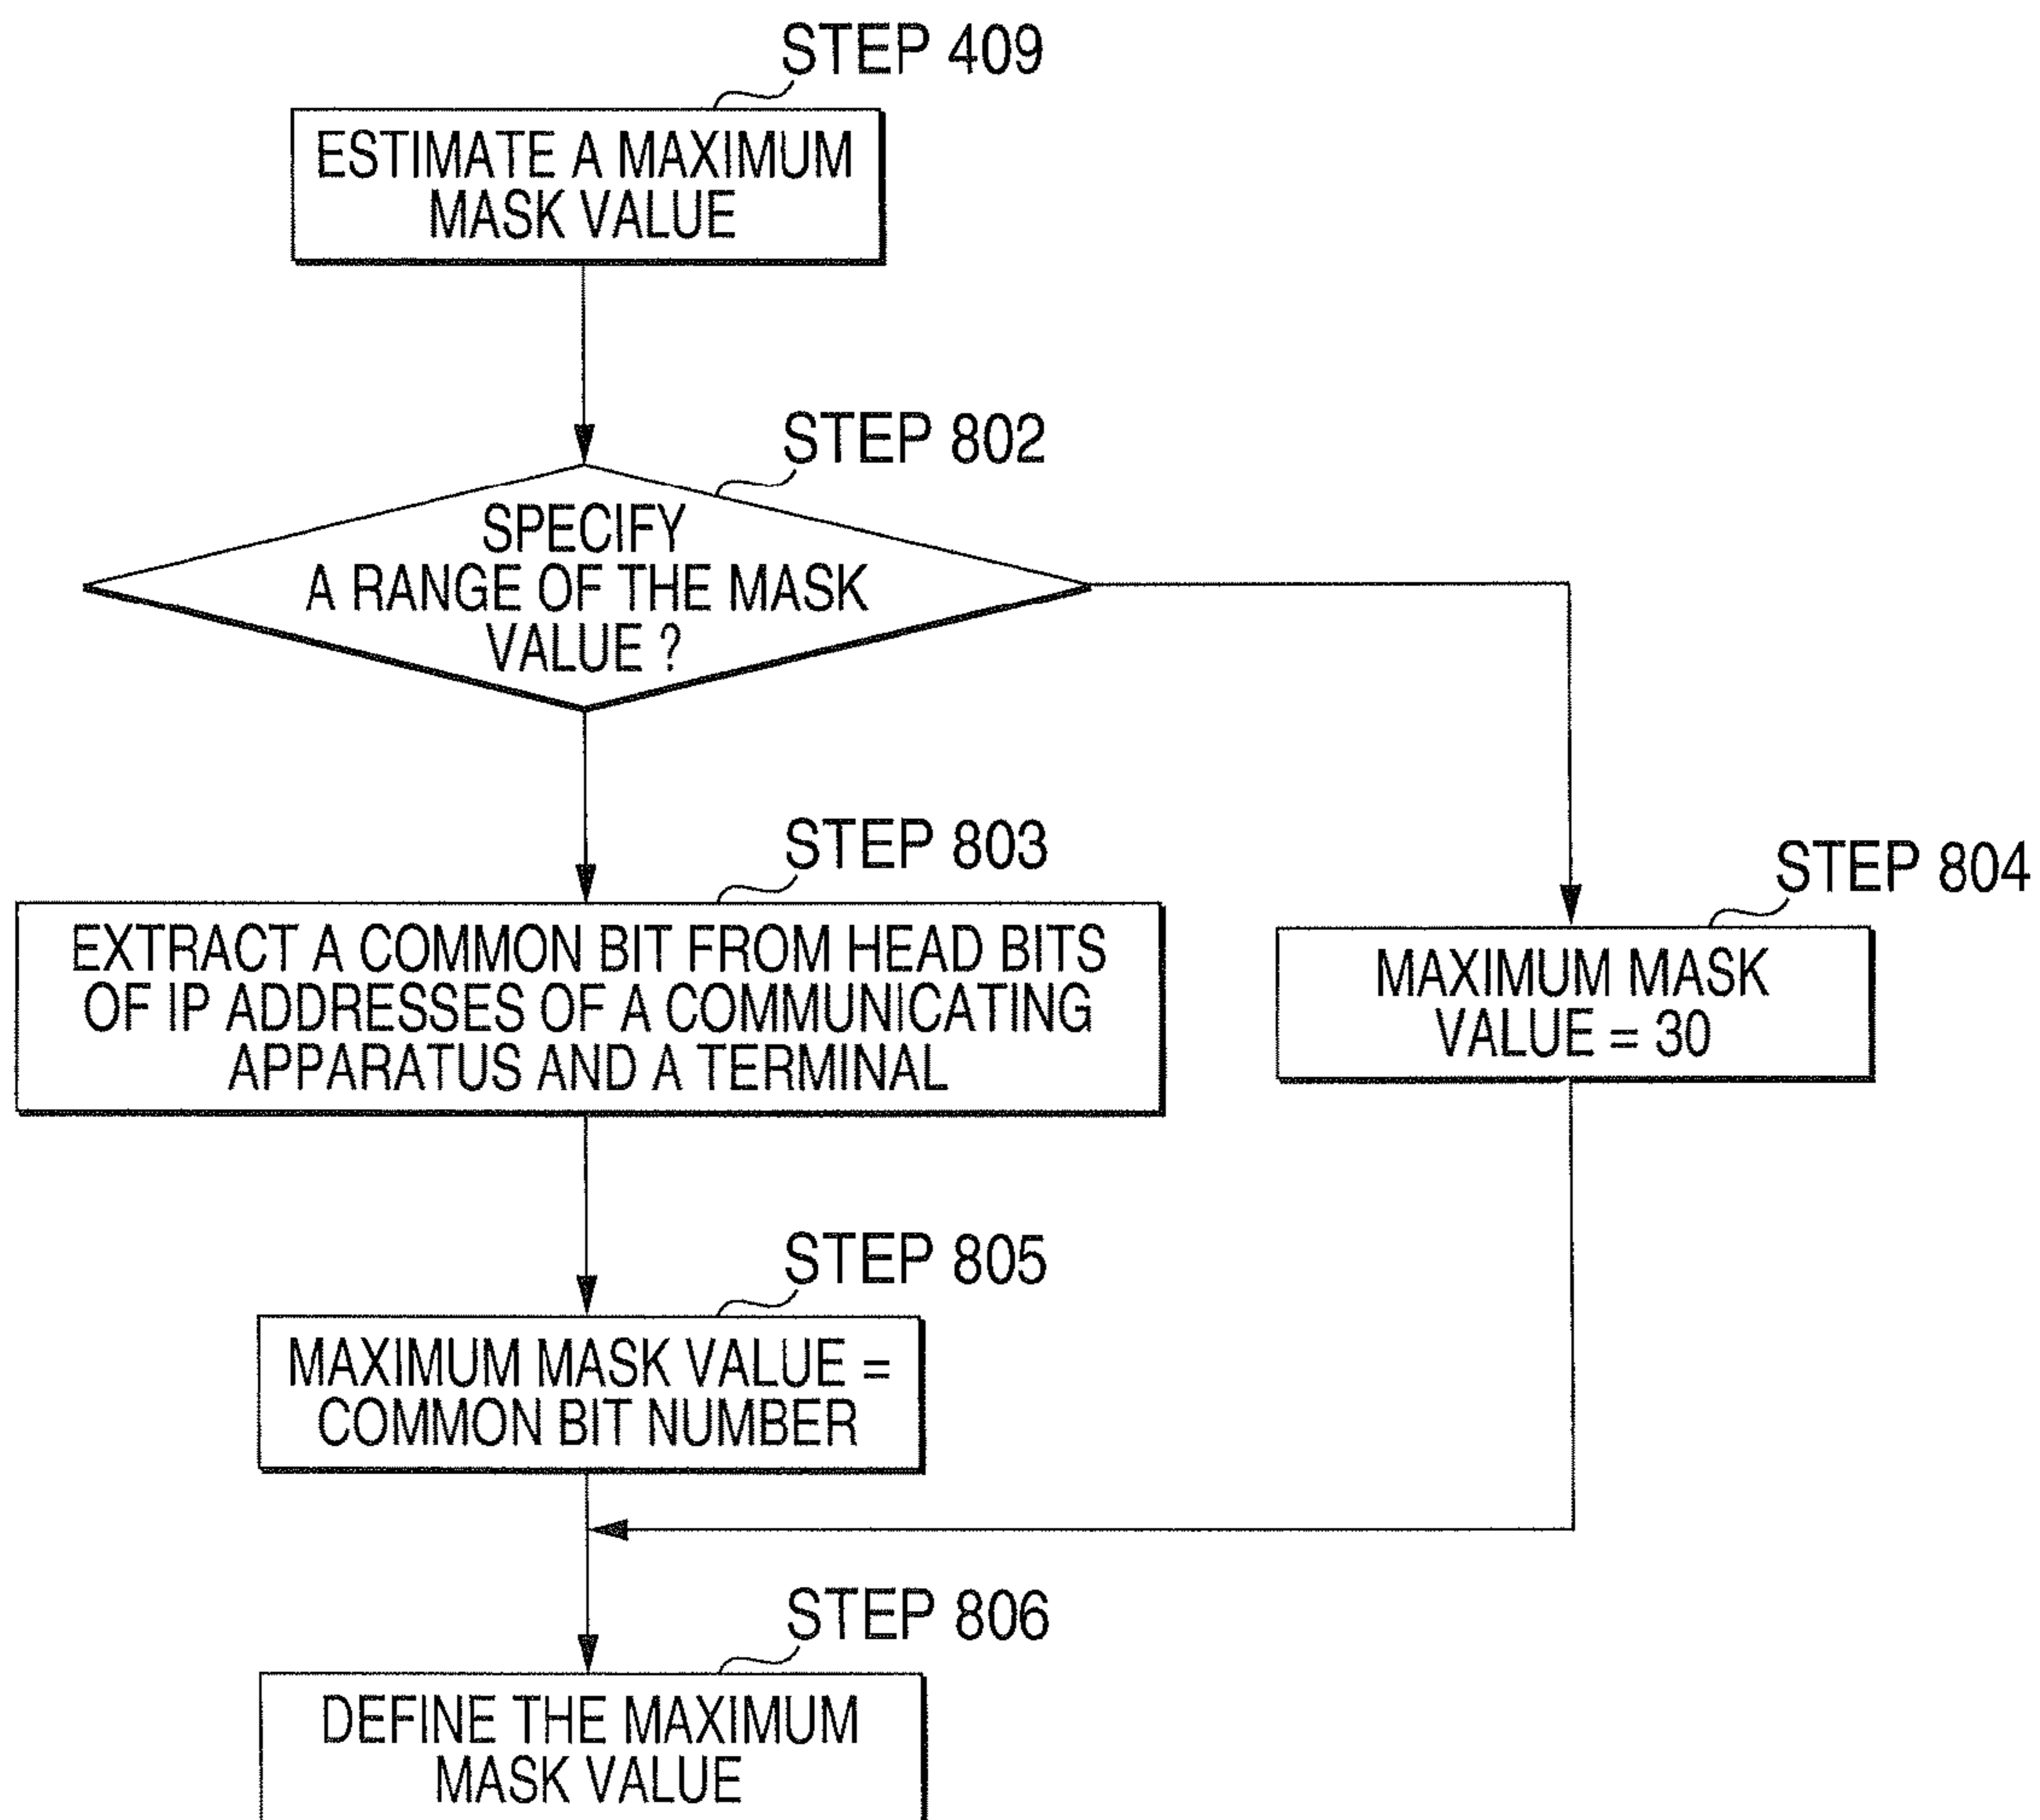 STEP 409
ESTIMATE A MAXIMUM
MASK VALUE
STEP 802
SPECIFY
A RANGE OF THE MASK
VALUE ?
STEP 803
EXTRACT A COMMON BIT FROM HEAD BITS
OF IP ADDRESSES OF A COMMUNICATING
APPARATUS AND A TERMINAL
STEP 804
MAXIMUM MASK
VALUE = 30
STEP 805
MAXIMUM MASK VALUE =
COMMON BIT NUMBER
STEP 806
DEFINE THE MAXIMUM
MASK VALUE